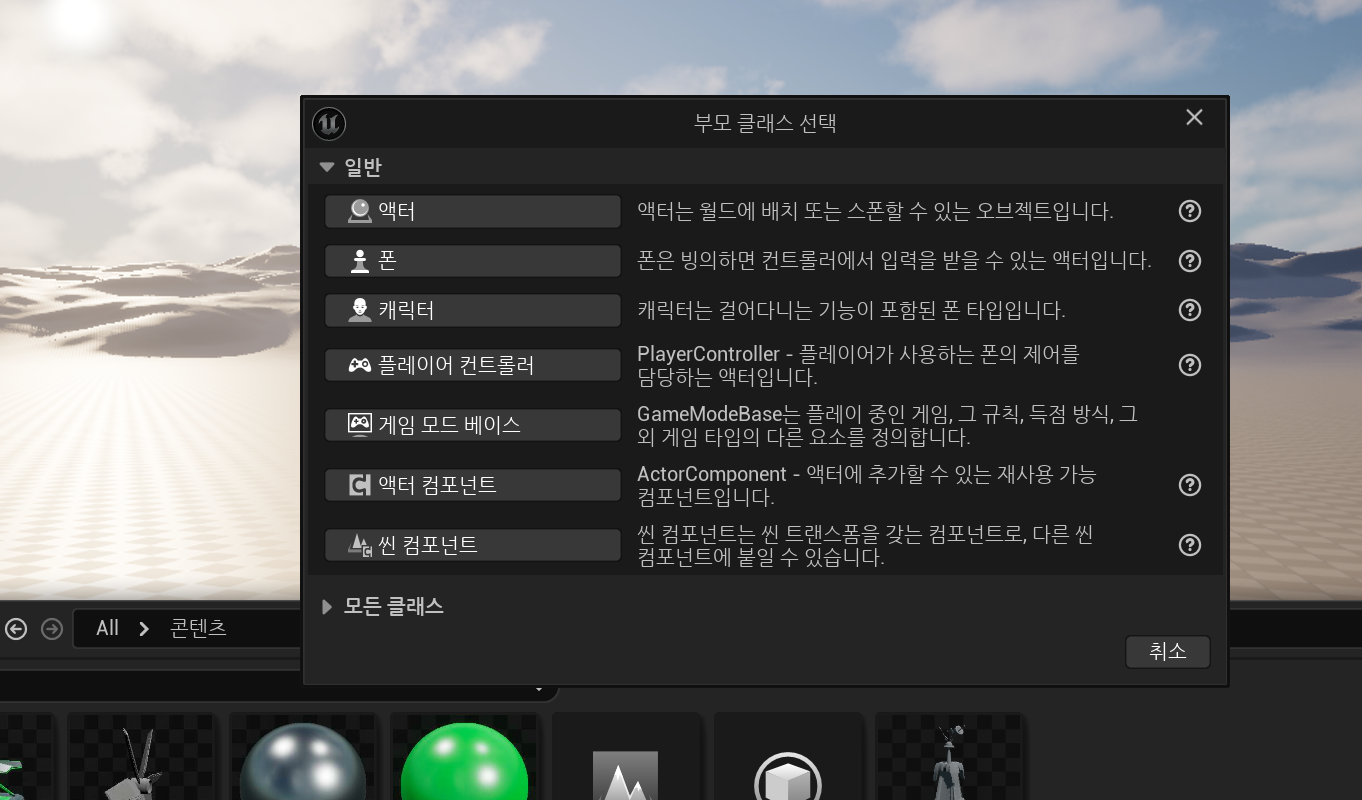 부모 클래스 선택
일반
액터
액터는 월드에 배치 또는 스폰할 수 있는 오브젝트입니다.
폰
폰은 빙의하면 컨트롤러에서 입력을 받을 수 있는 액터입니다.
캐릭터
캐릭터는 걸어다니는 기능이 포함된 폰 타입입니다.
플레이어 컨트롤러
PlayerController - 플레이어가 사용하는 폰의 제어를
담당하는 액터입니다.
게임 모드 베이스
GameModeBase는 플레이 중인 게임, 그 규칙, 득점 방식, 그
외 게임 타입의 다른 요소를 정의합니다.
액터 컴포넌트
ActorComponent - 액터에 추가할 수 있는 재사용 가능
컴포넌트입니다.
씬 컴포넌트
씬 컴포넌트는 씬 트랜스폼을 갖는 컴포넌트로, 다른 씬
컴포넌트에 붙일 수 있습니다.
모든 클래스
취소
All > 콘텐츠